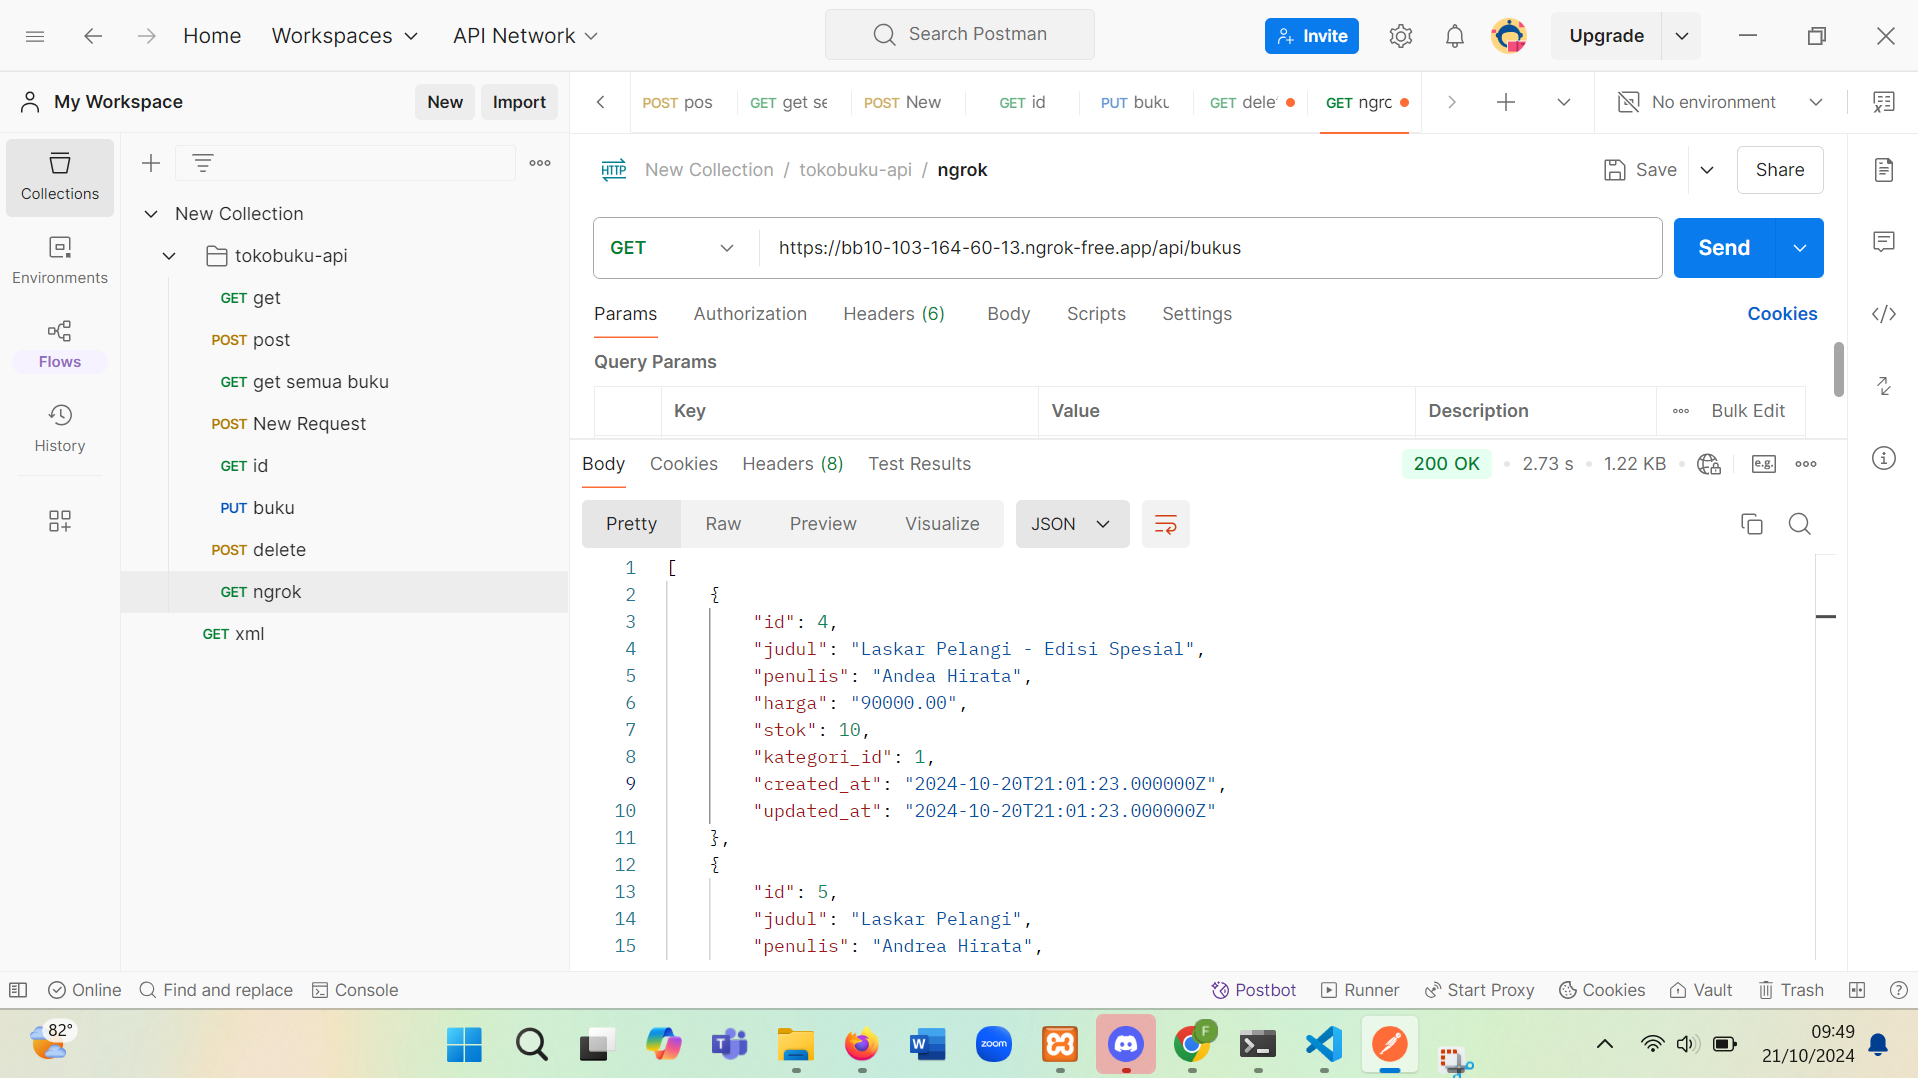 Home Workspaces API Network Search Postman Invite Upgrade
My Workspace New Import POST pos GET get se POST New GET id PUT buku GET dele GET ngrc No environment
Collections
Environments
Flows
History
New Collection
tokobuku-api
GET get
POST post
GET get semua buku
POST New Request
GET id
PUT buku
POST delete
GET ngrok
GET xml
HTTP New Collection / tokobuku-api / ngrok Save Share
GET https://bb10-103-164-60-13.ngrok-free.app/api/bukus Send
Params Authorization Headers (6) Body Scripts Settings Cookies
Query Params
Key Value Description Bulk Edit
Body Cookies Headers (8) Test Results 200 OK 2.73 s 1.22 KB e.g.
Pretty Raw Preview Visualize JSON
1 [
2 {
3 "id": 4,
4 "judul": "Laskar Pelangi - Edisi Spesial",
5 "penulis": "Andea Hirata",
6 "harga": "90000.00",
7 "stok": 10,
8 "kategori_id": 1,
9 "created_at": "2024-10-20T21:01:23.000000Z",
10 "updated_at": "2024-10-20T21:01:23.000000Z"
11 },
12 {
13 "id": 5,
14 "judul": "Laskar Pelangi",
15 "penulis": "Andrea Hirata",
Online Find and replace Console Postbot Runner Start Proxy Cookies Vault Trash
82° zoom F 09:49
21/10/2024